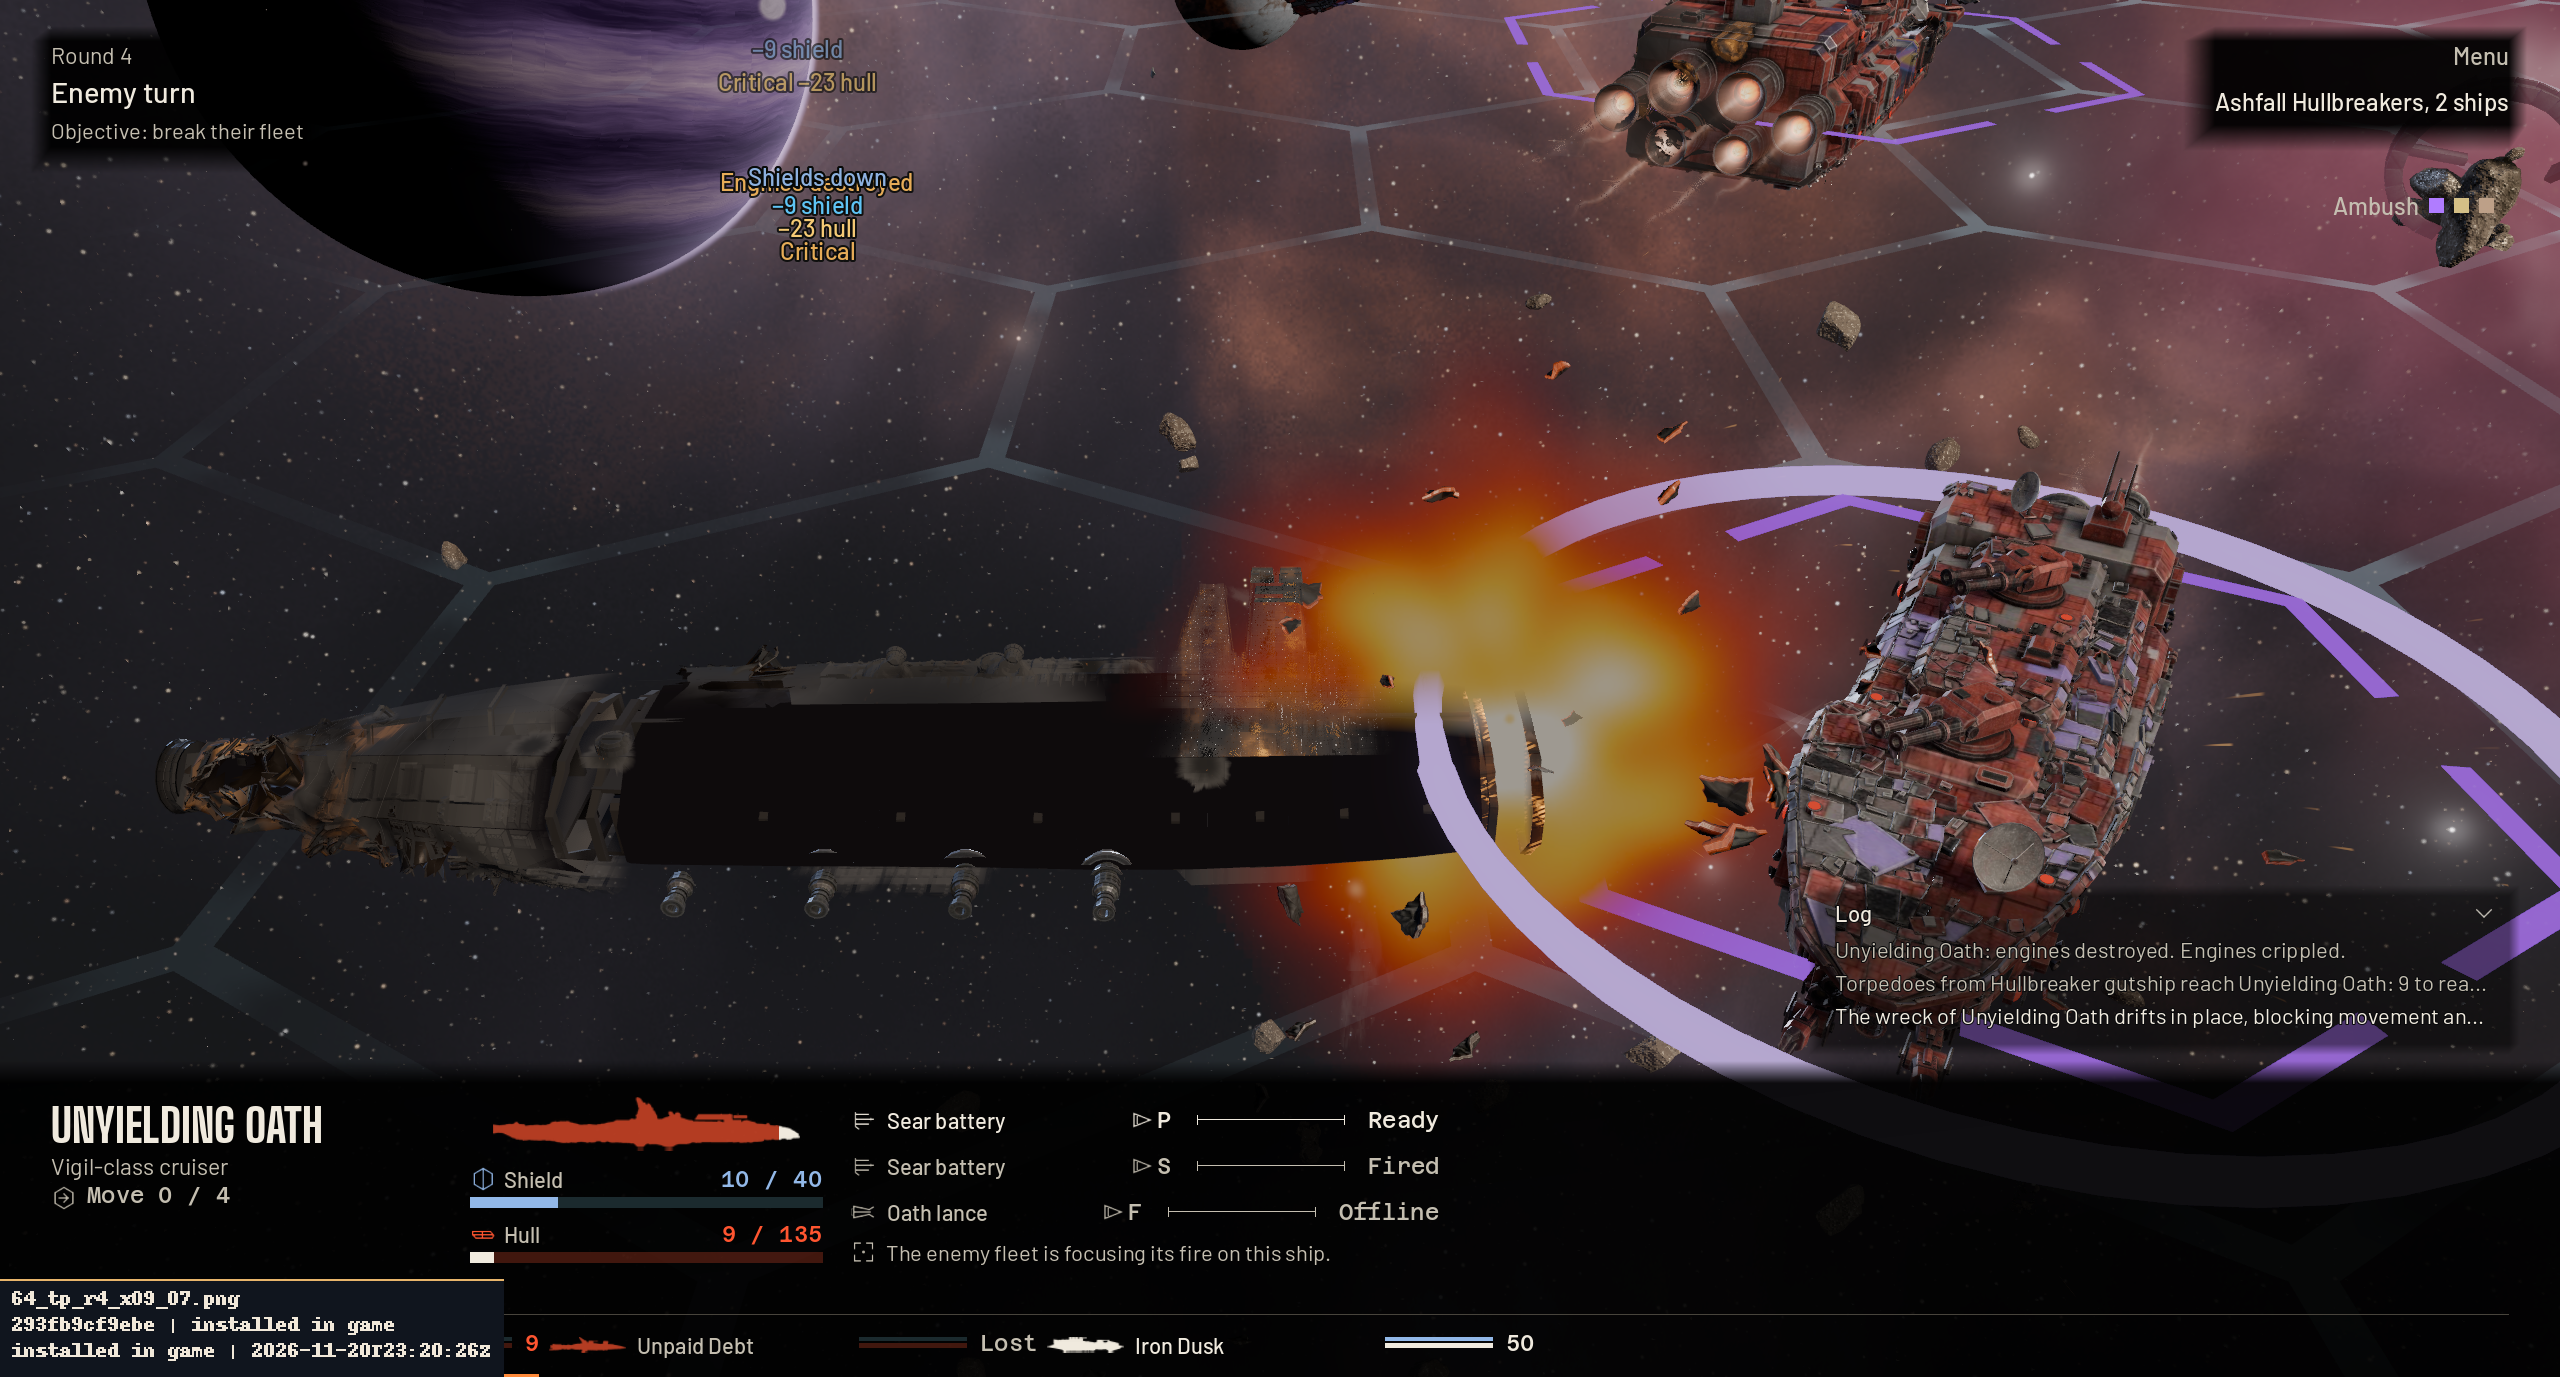 Round 4
Enemy turn
Objective: break their fleet
−9 shield
Critical −23 hull
Engines destroyed
Shields down
−9 shield
−23 hull
Critical
Menu
Ashfall Hullbreakers, 2 ships
Ambush
Log
Unyielding Oath: engines destroyed. Engines crippled.
Torpedoes from Hullbreaker gutship reach Unyielding Oath: 9 to rea...
The wreck of Unyielding Oath drifts in place, blocking movement an...
UNYIELDING OATH
Vigil-class cruiser
Move 0 / 4
Shield 10 / 40
Hull 9 / 135
Sear battery P Ready
Sear battery S Fired
Oath lance F Offline
The enemy fleet is focusing its fire on this ship.
64_tp_r4_x09_07.png
293fb9cf9ebe | installed in game
installed in game | 2026-11-20T23:20:26Z
9 Unpaid Debt Lost Iron Dusk 50